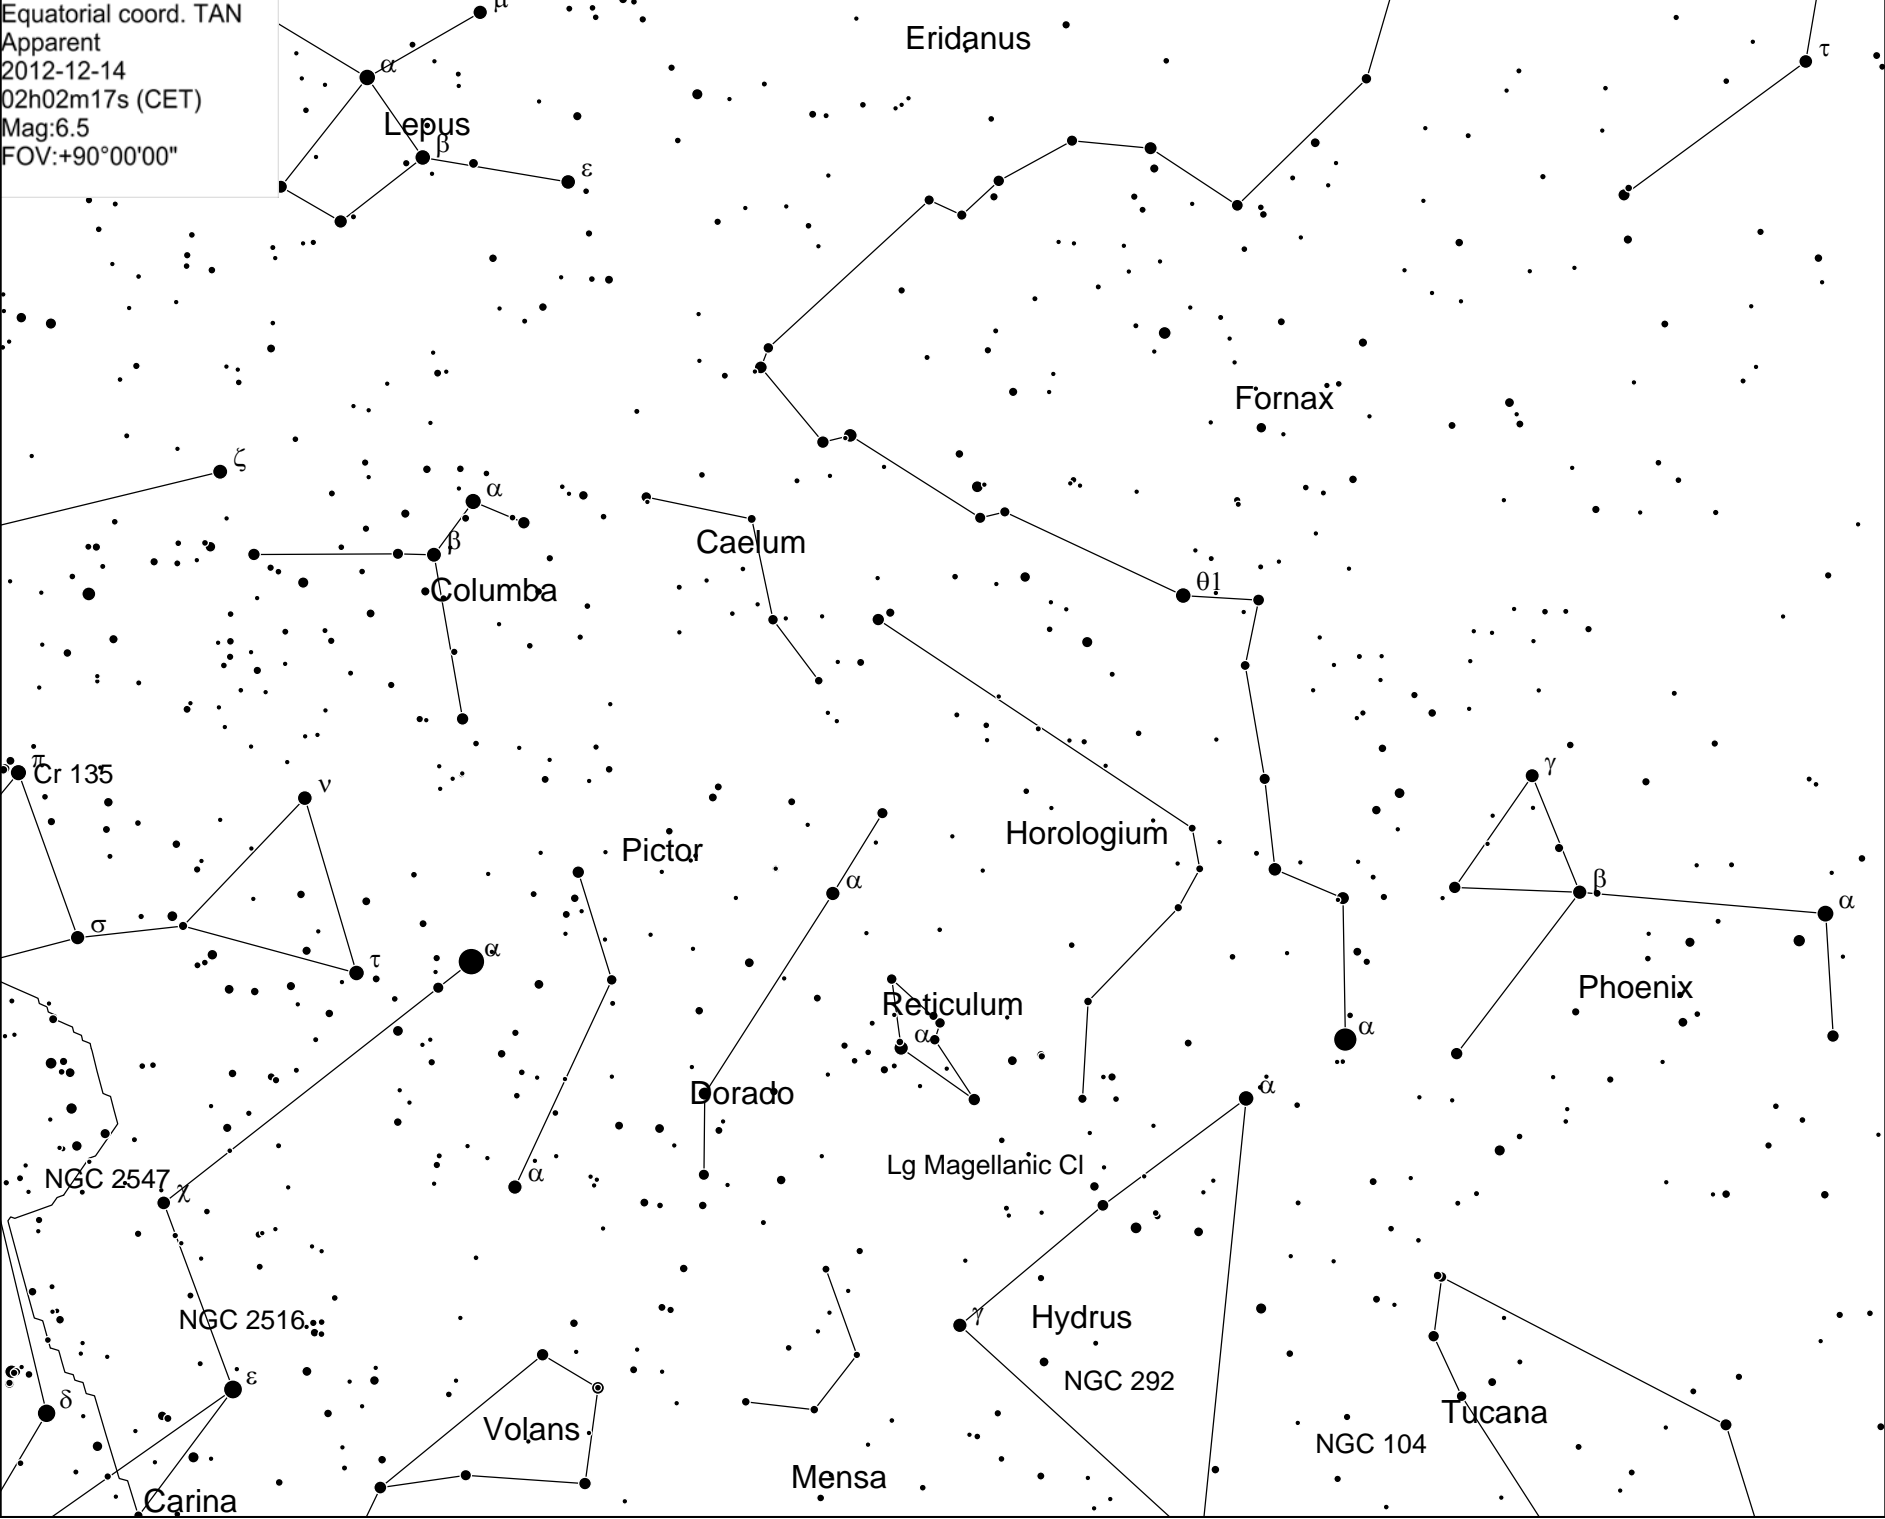 Equatorial coord. TAN
Apparent
2012-12-14
02h02m17s (CET)
Mag:6.5
FOV:+90°00'00"
μ
Eridanus
τ
α
Lepus
β
ε
Fornax
ζ
α
β
Caelum
Columba
θ1
π
Cr 135
γ
ν
Horologium
Pictor
α
β
α
σ
τ
α
Phoenix
Reticulum
α
α
α
Dorado
Lg Magellanic Cl
NGC 2547
χ
α
γ
Hydrus
NGC 2516
ε
NGC 292
δ
Tucana
Volans
NGC 104
Mensa
Carina